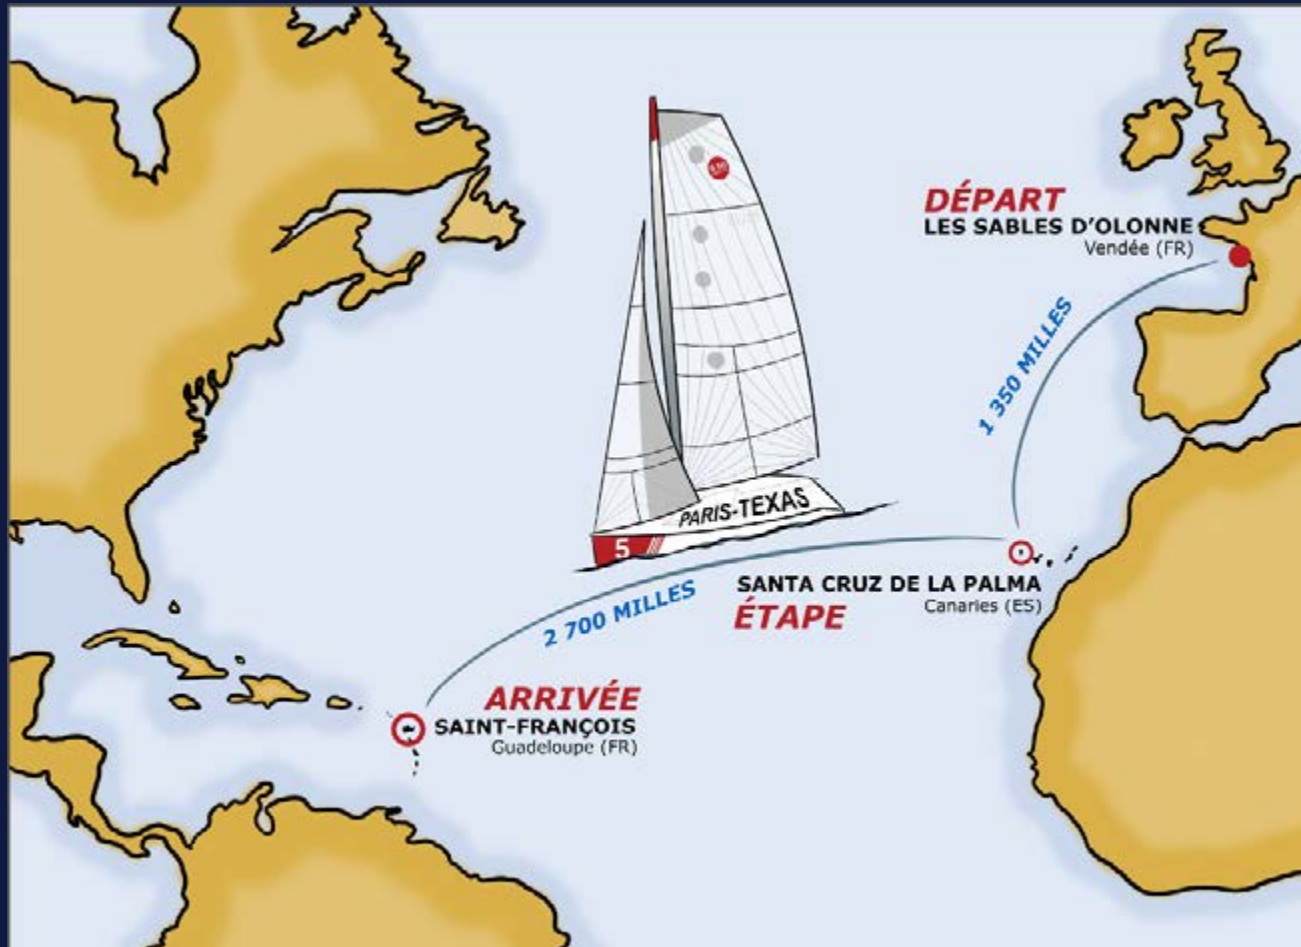 DÉPART
LES SABLES D'OLONNE
Vendée (FR)
1 350 MILLES
PARIS-TEXAS
5
SANTA CRUZ DE LA PALMA
Canaries (ES)
ÉTAPE
2 700 MILLES
ARRIVÉE
SAINT-FRANÇOIS
Guadeloupe (FR)